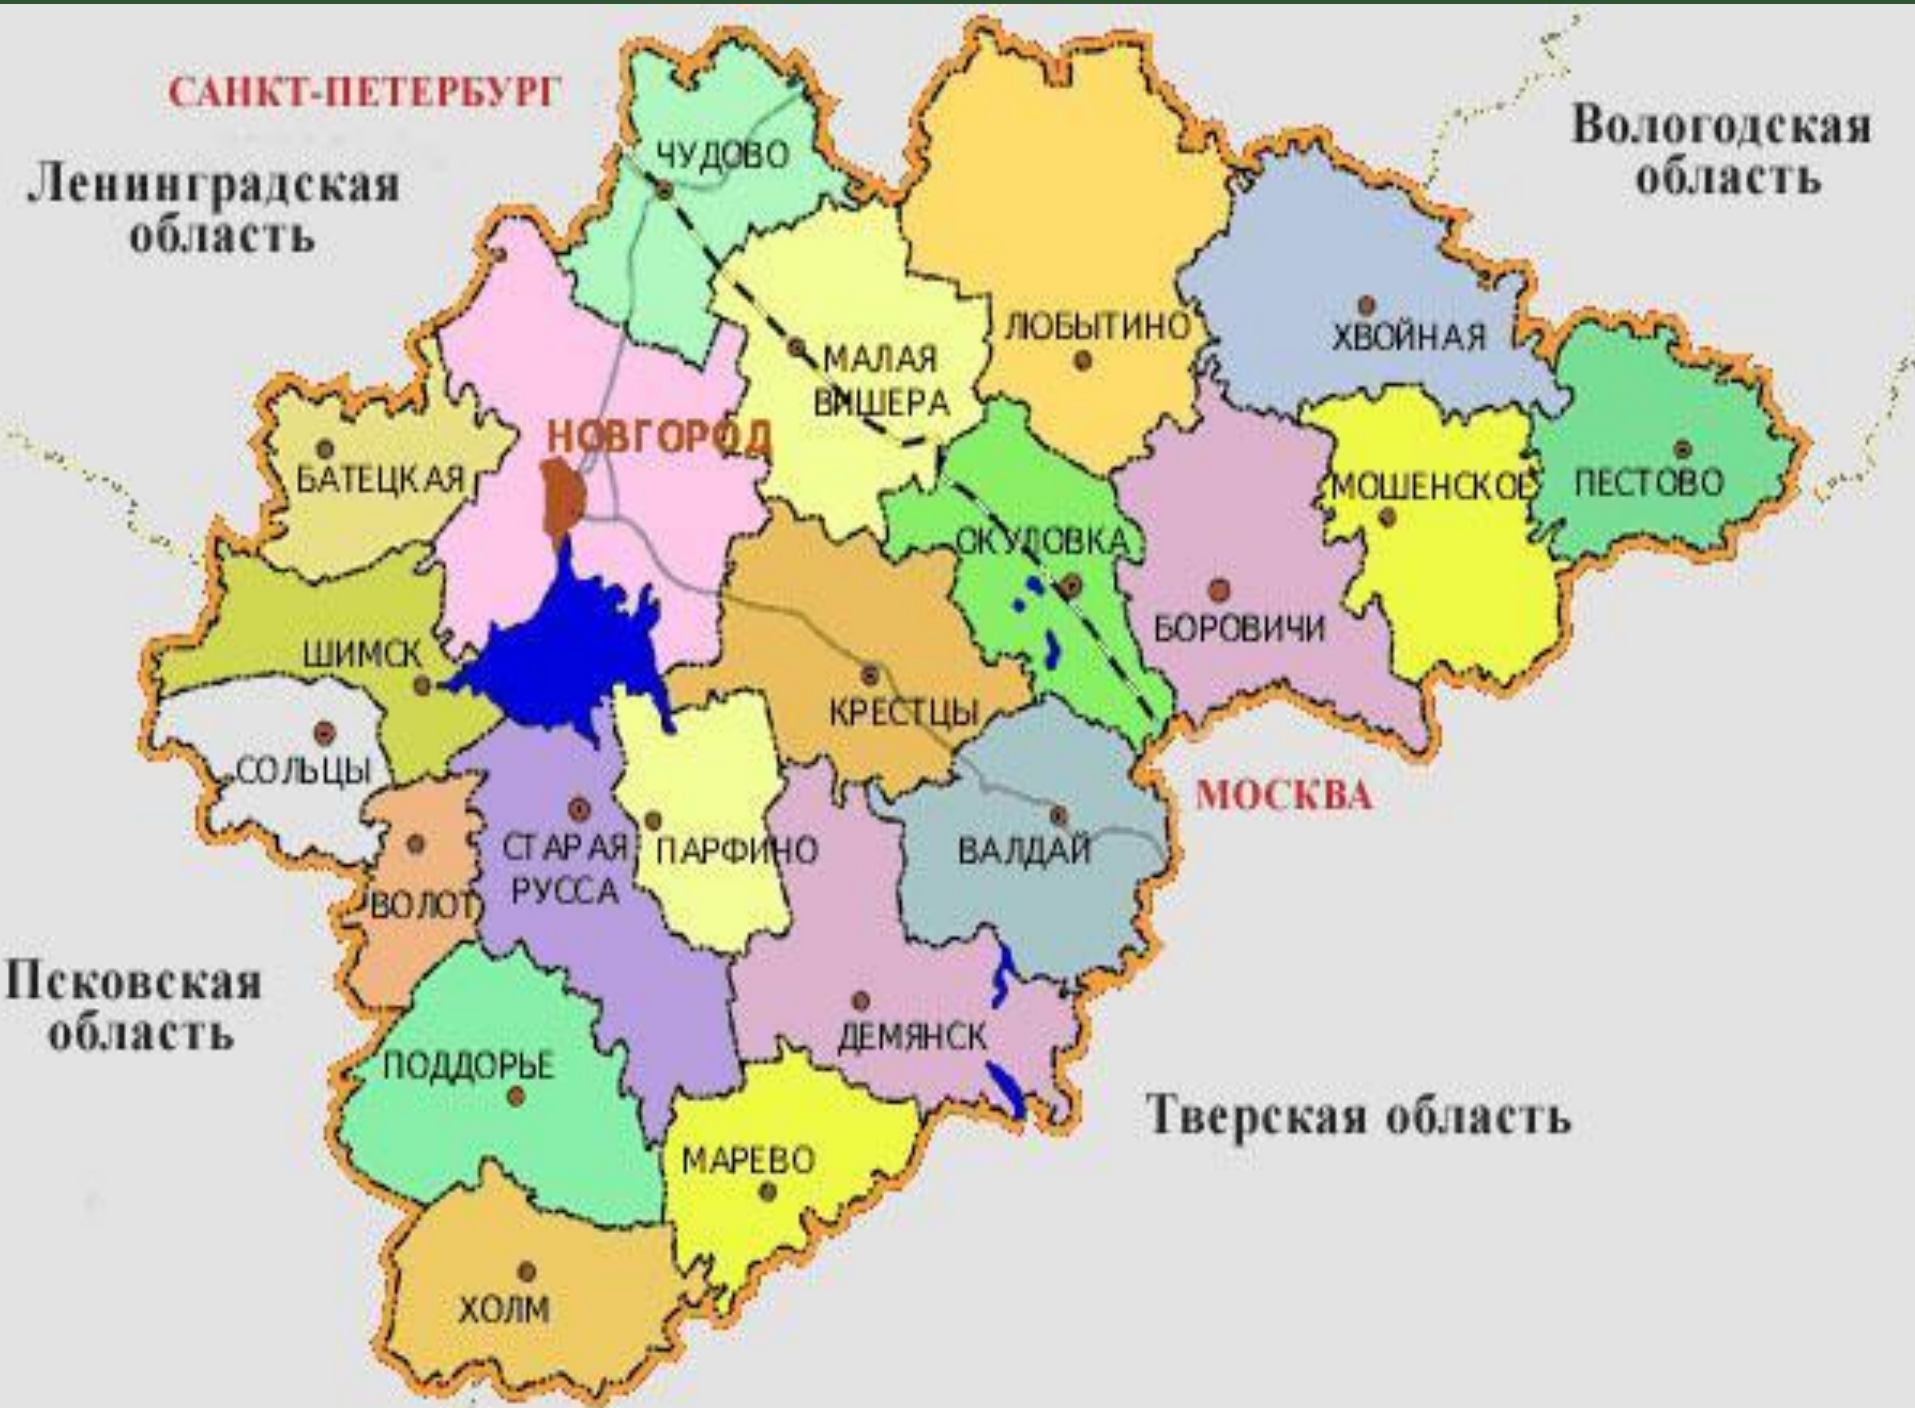 САНКТ-ПЕТЕРБУРГ
Ленинградская
область
Вологодская
область
ЧУДОВО
ЛЮБЫТИНО
ХВОЙНАЯ
МАЛАЯ
ВИШЕРА
НОВГОРОД
БАТЕЦКАЯ
МОШЕНСКОЕ
ПЕСТОВО
ОКУЛОВКА
БОРОВИЧИ
ШИМСК
КРЕСТЦЫ
СОЛЬЦЫ
МОСКВА
СТАРАЯ
РУССА
ПАРФИНО
ВАЛДАЙ
ВОЛОТ
Псковская
область
ДЕМЯНСК
ПОДДОРЬЕ
Тверская область
МАРЕВО
ХОЛМ